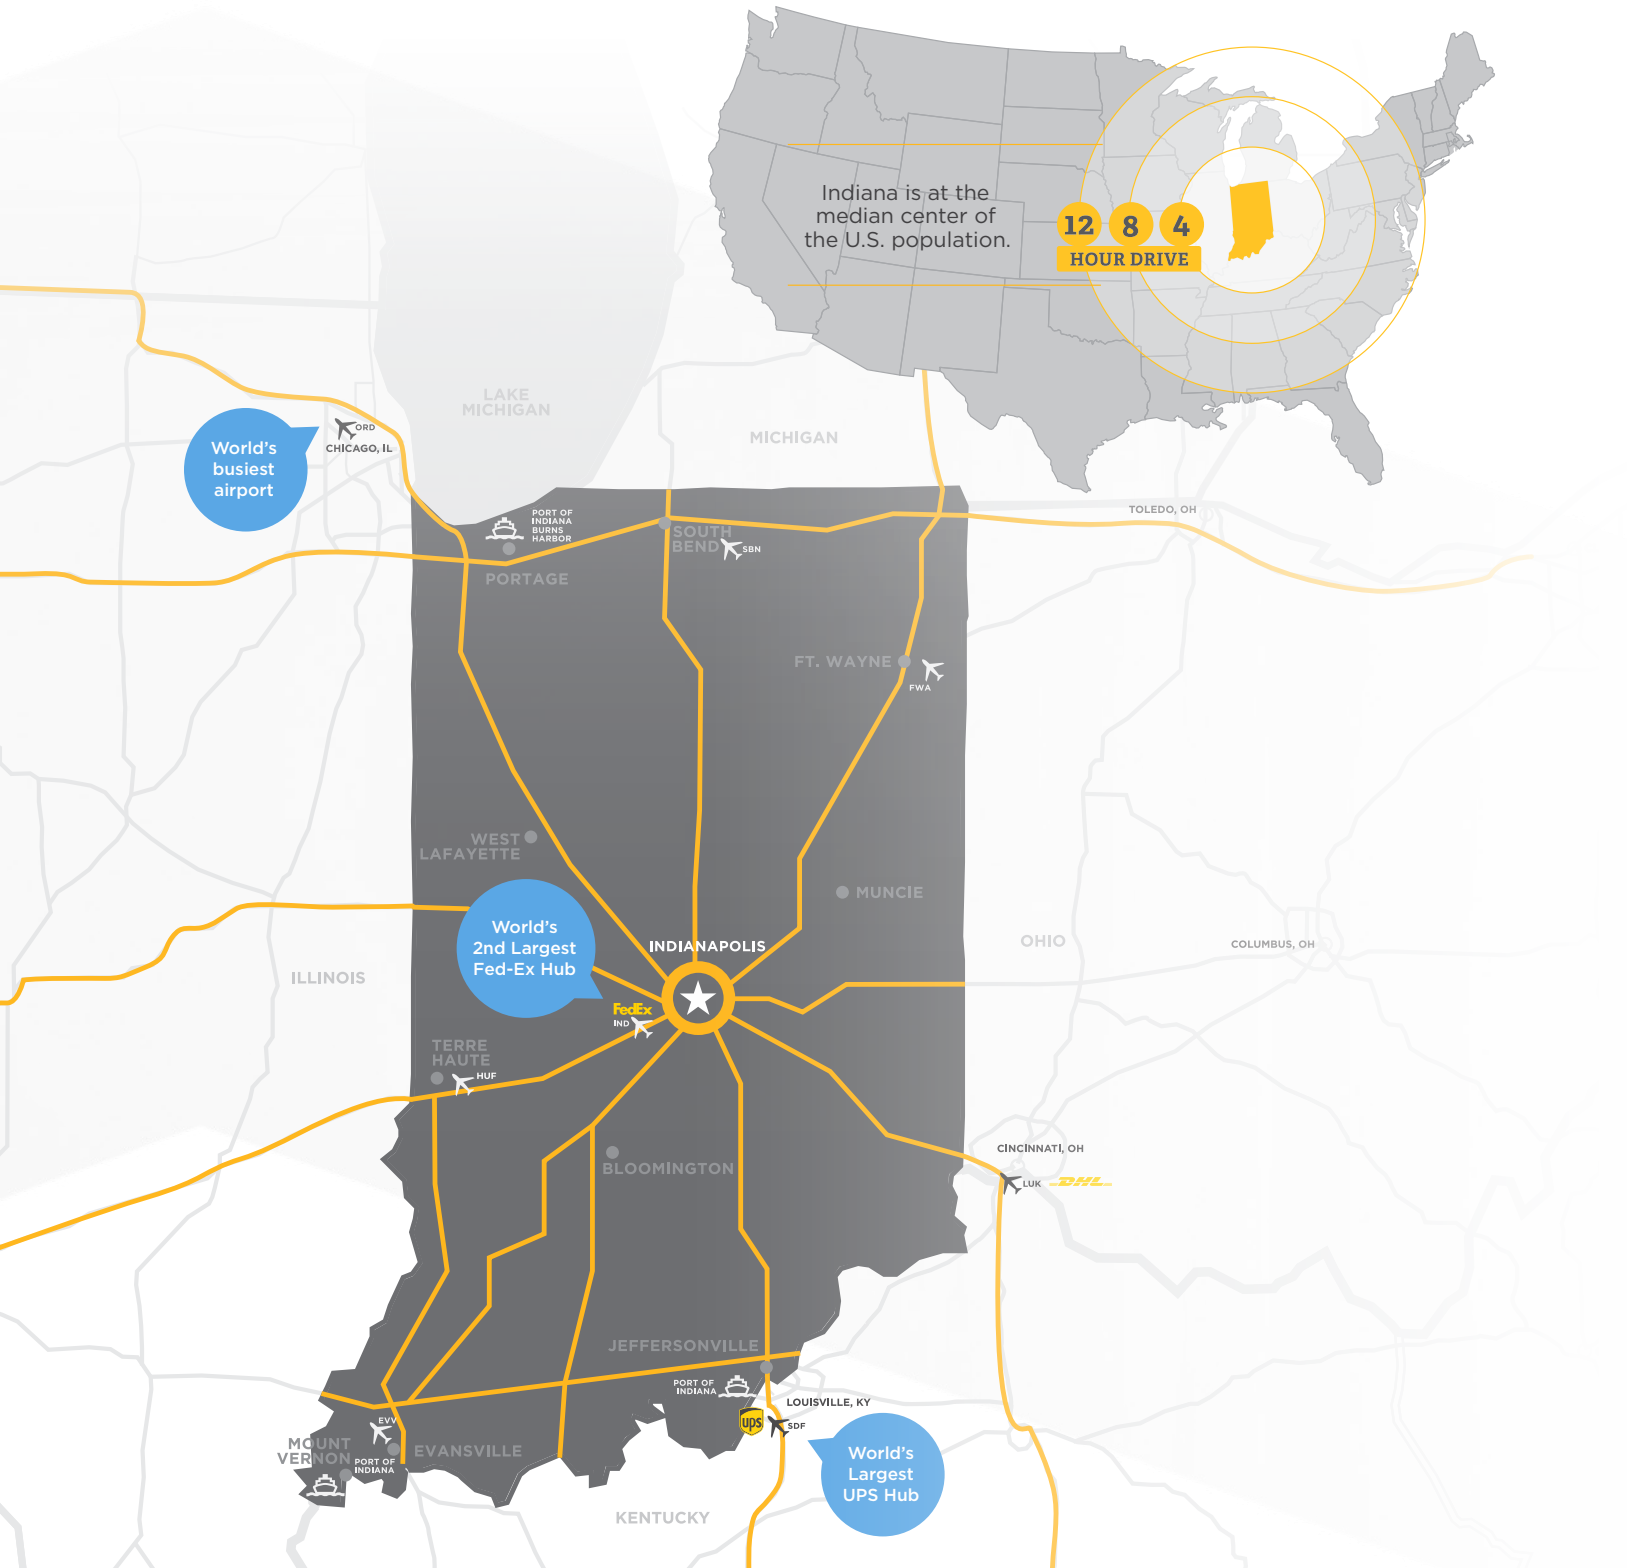 Indiana is at the
median center of
the U.S. population.
12 8 4
HOUR DRIVE
LAKE
MICHIGAN
MICHIGAN
World's
busiest
airport
ORD
CHICAGO, IL
PORT OF
INDIANA
BURNS
HARBOR
SOUTH
BEND
SBN
TOLEDO, OH
PORTAGE
FT. WAYNE
FWA
WEST
LAFAYETTE
MUNCIE
World's
2nd Largest
Fed-Ex Hub
INDIANAPOLIS
OHIO
COLUMBUS, OH
ILLINOIS
FedEx
IND
TERRE
HAUTE
HUF
BLOOMINGTON
CINCINNATI, OH
LUK
DHL
JEFFERSONVILLE
PORT OF
INDIANA
LOUISVILLE, KY
ups
SDF
EVV
MOUNT
VERNON
EVANSVILLE
PORT OF
INDIANA
World's
Largest
UPS Hub
KENTUCKY